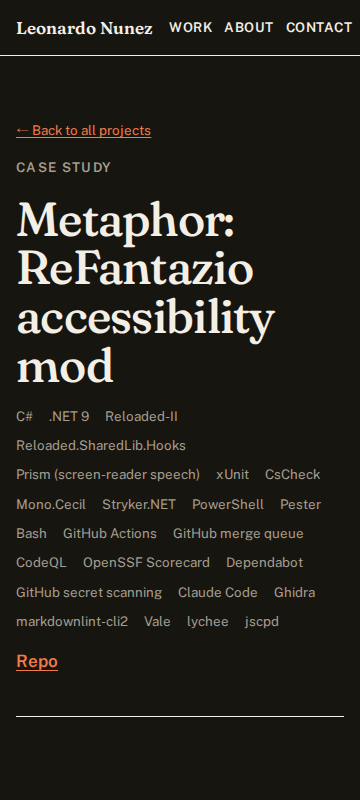 Leonardo Nunez WORK ABOUT CONTACT
← Back to all projects
CASE STUDY
Metaphor:
ReFantazio
accessibility
mod
C# .NET 9 Reloaded-II
Reloaded.SharedLib.Hooks
Prism (screen-reader speech) xUnit CsCheck
Mono.Cecil Stryker.NET PowerShell Pester
Bash GitHub Actions GitHub merge queue
CodeQL OpenSSF Scorecard Dependabot
GitHub secret scanning Claude Code Ghidra
markdownlint-cli2 Vale lychee jscpd
Repo